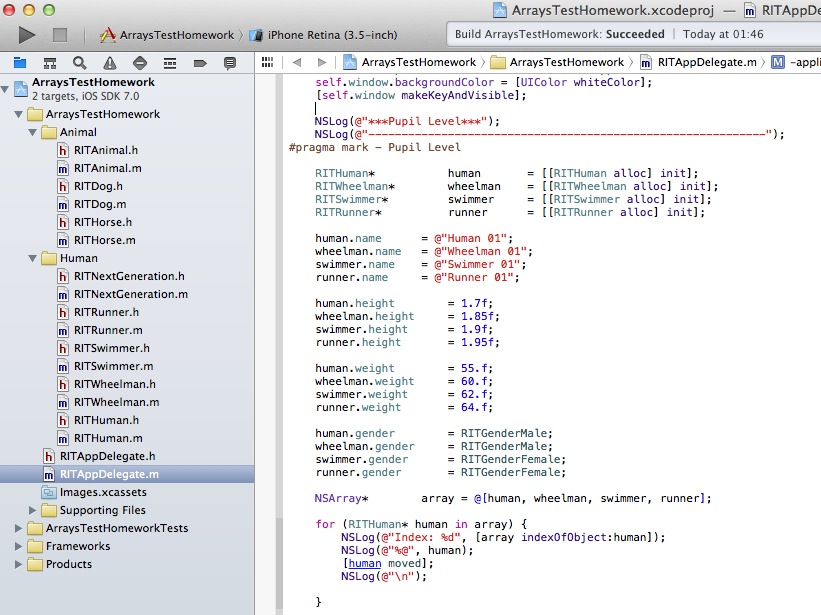 ArraysTestHomework.xcodeproj — RITAppD
ArraysTestHomework iPhone Retina (3.5-inch)
Build ArraysTestHomework: Succeeded | Today at 01:46
ArraysTestHomework ArraysTestHomework RITAppDelegate.m M -appli
ArraysTestHomework
2 targets, iOS SDK 7.0
ArraysTestHomework
Animal
h RITAnimal.h
m RITAnimal.m
h RITDog.h
m RITDog.m
h RITHorse.h
m RITHorse.m
Human
h RITNextGeneration.h
m RITNextGeneration.m
h RITRunner.h
m RITRunner.m
h RITSwimmer.h
m RITSwimmer.m
h RITWheelman.h
m RITWheelman.m
h RITHuman.h
m RITHuman.m
h RITAppDelegate.h
m RITAppDelegate.m
Images.xcassets
Supporting Files
ArraysTestHomeworkTests
Frameworks
Products
self.window.backgroundColor = [UIColor whiteColor];
[self.window makeKeyAndVisible];
NSLog(@"***Pupil Level***");
NSLog(@"------------------------------------------------------------");
#pragma mark - Pupil Level
RITHuman* human = [[RITHuman alloc] init];
RITWheelman* wheelman = [[RITWheelman alloc] init];
RITSwimmer* swimmer = [[RITSwimmer alloc] init];
RITRunner* runner = [[RITRunner alloc] init];
human.name = @"Human 01";
wheelman.name = @"Wheelman 01";
swimmer.name = @"Swimmer 01";
runner.name = @"Runner 01";
human.height = 1.7f;
wheelman.height = 1.85f;
swimmer.height = 1.9f;
runner.height = 1.95f;
human.weight = 55.f;
wheelman.weight = 60.f;
swimmer.weight = 62.f;
runner.weight = 64.f;
human.gender = RITGenderMale;
wheelman.gender = RITGenderMale;
swimmer.gender = RITGenderFemale;
runner.gender = RITGenderFemale;
NSArray* array = @[human, wheelman, swimmer, runner];
for (RITHuman* human in array) {
NSLog(@"Index: %d", [array indexOfObject:human]);
NSLog(@"%@", human);
[human moved];
NSLog(@"\n");
}